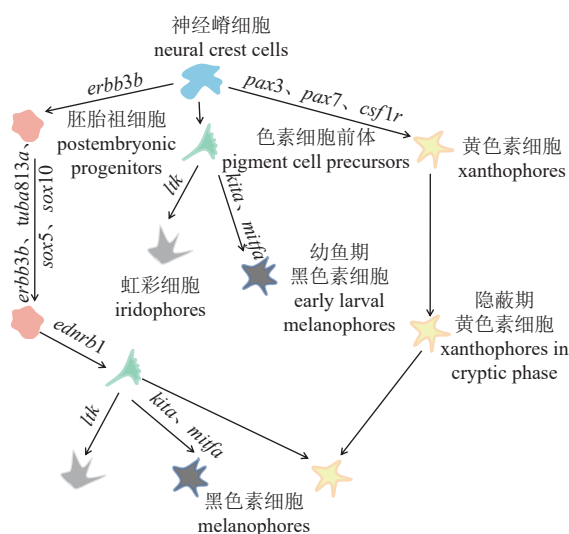 神经嵴细胞
neural crest cells
erbb3b
pax3、pax7、csf1r
胚胎祖细胞
postembryonic
progenitors
色素细胞前体
pigment cell precursors
黄色素细胞
xanthophores
erbb3b、tuba813a、
sox5、sox10
ltk
kita、mitfa
虹彩细胞
iridophores
幼鱼期
黑色素细胞
early larval
melanophores
隐蔽期
黄色素细胞
xanthophores in
cryptic phase
ednrb1
ltk
kita、mitfa
黑色素细胞
melanophores